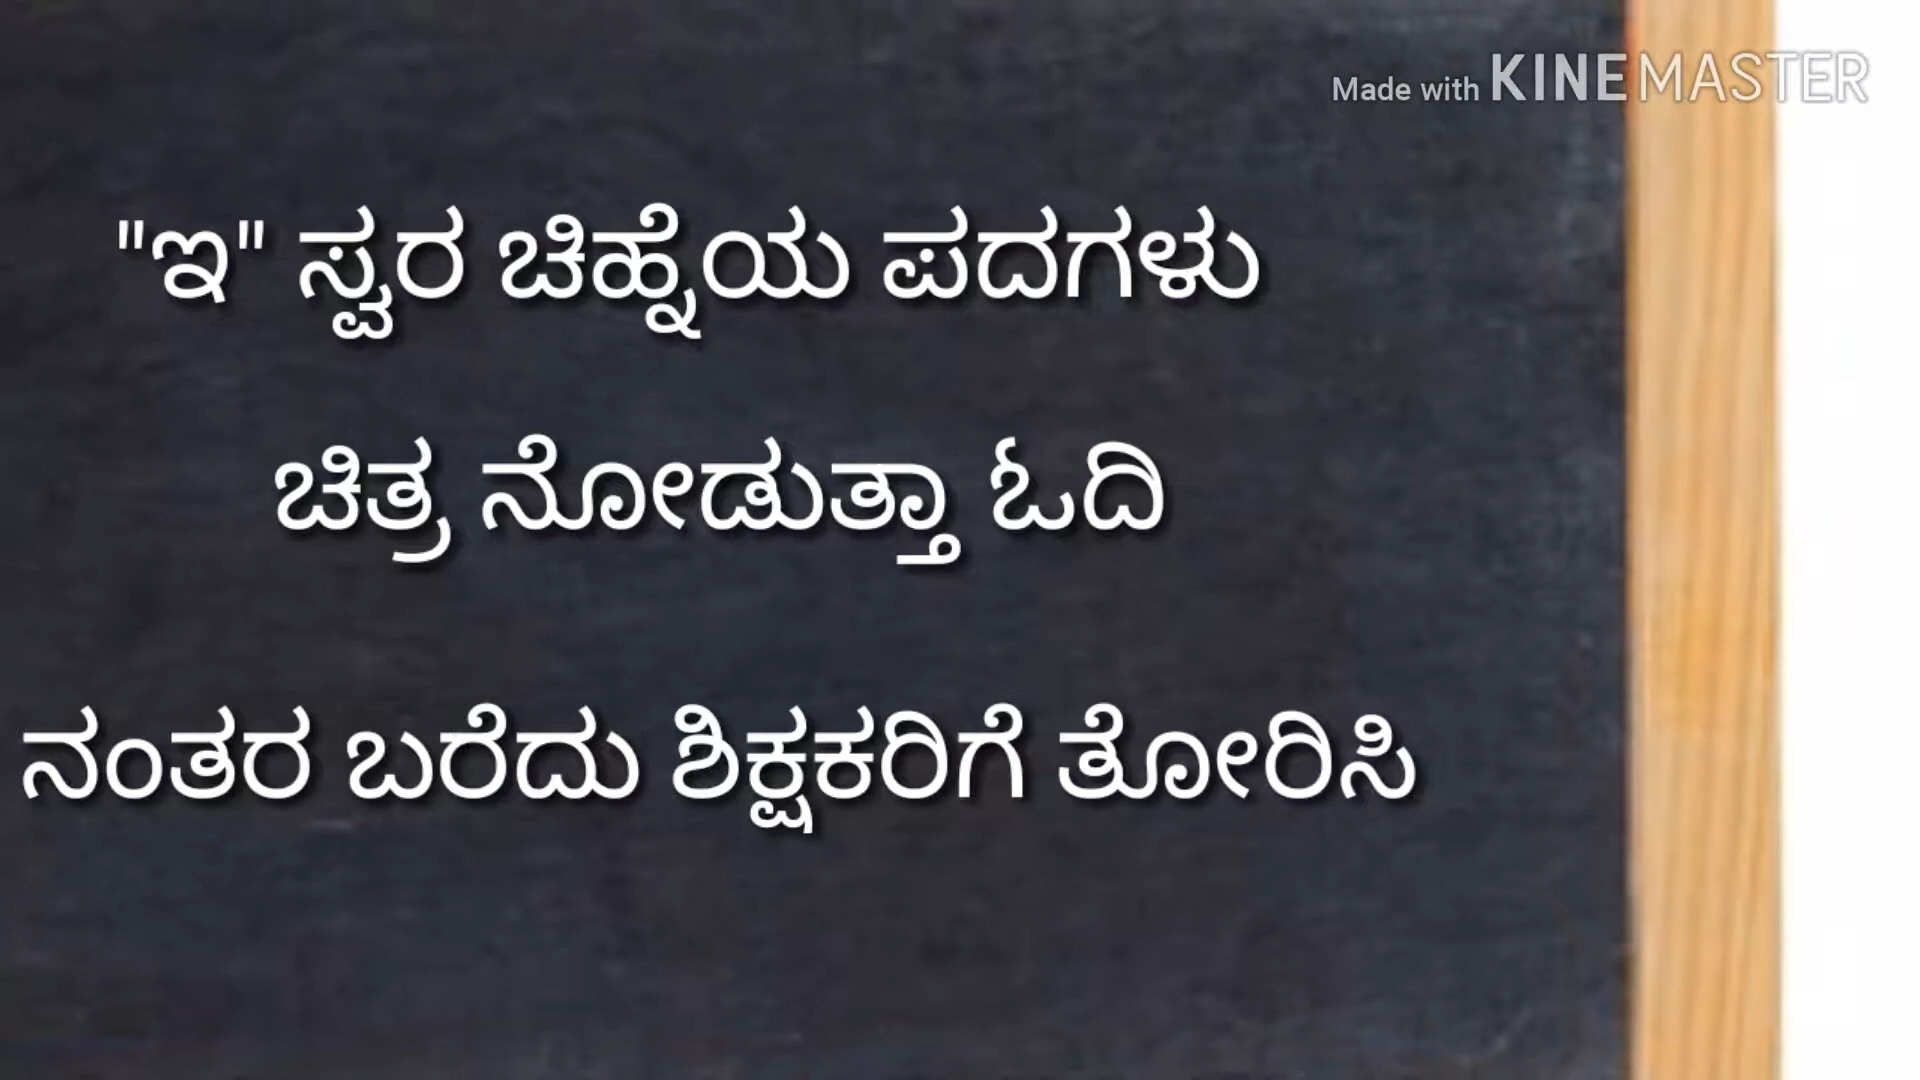 Made with KINEMASTER
"ಇ" ಸ್ವರ ಚಿಹ್ನೆಯ ಪದಗಳು
ಚಿತ್ರ ನೋಡುತ್ತಾ ಓದಿ
ನಂತರ ಬರೆದು ಶಿಕ್ಷಕರಿಗೆ ತೋರಿಸಿ